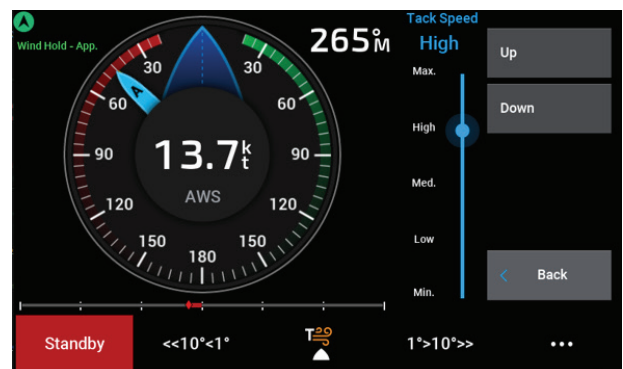 Wind Hold - App.
265°M
Tack Speed
High
Max.
High
Med.
Low
Min.
Up
Down
Back
30
30
60
60
90
90
120
120
150
150
180
A
13.7kt
AWS
Standby
<<10°<1°
T
1°>10°>>